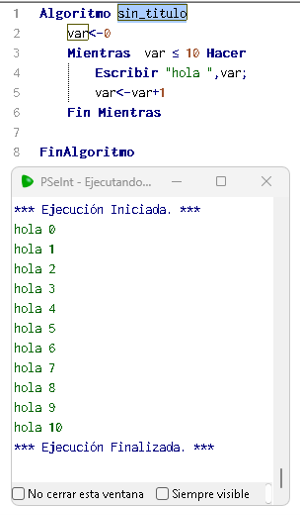 1 Algoritmo sin_titulo
2 var<-0
3 Mientras var ≤ 10 Hacer
4 Escribir "hola ",var;
5 var<-var+1
6 Fin Mientras
7
8 FinAlgoritmo
PSeInt - Ejecutando...
*** Ejecución Iniciada. ***
hola 0
hola 1
hola 2
hola 3
hola 4
hola 5
hola 6
hola 7
hola 8
hola 9
hola 10
*** Ejecución Finalizada. ***
No cerrar esta ventana Siempre visible